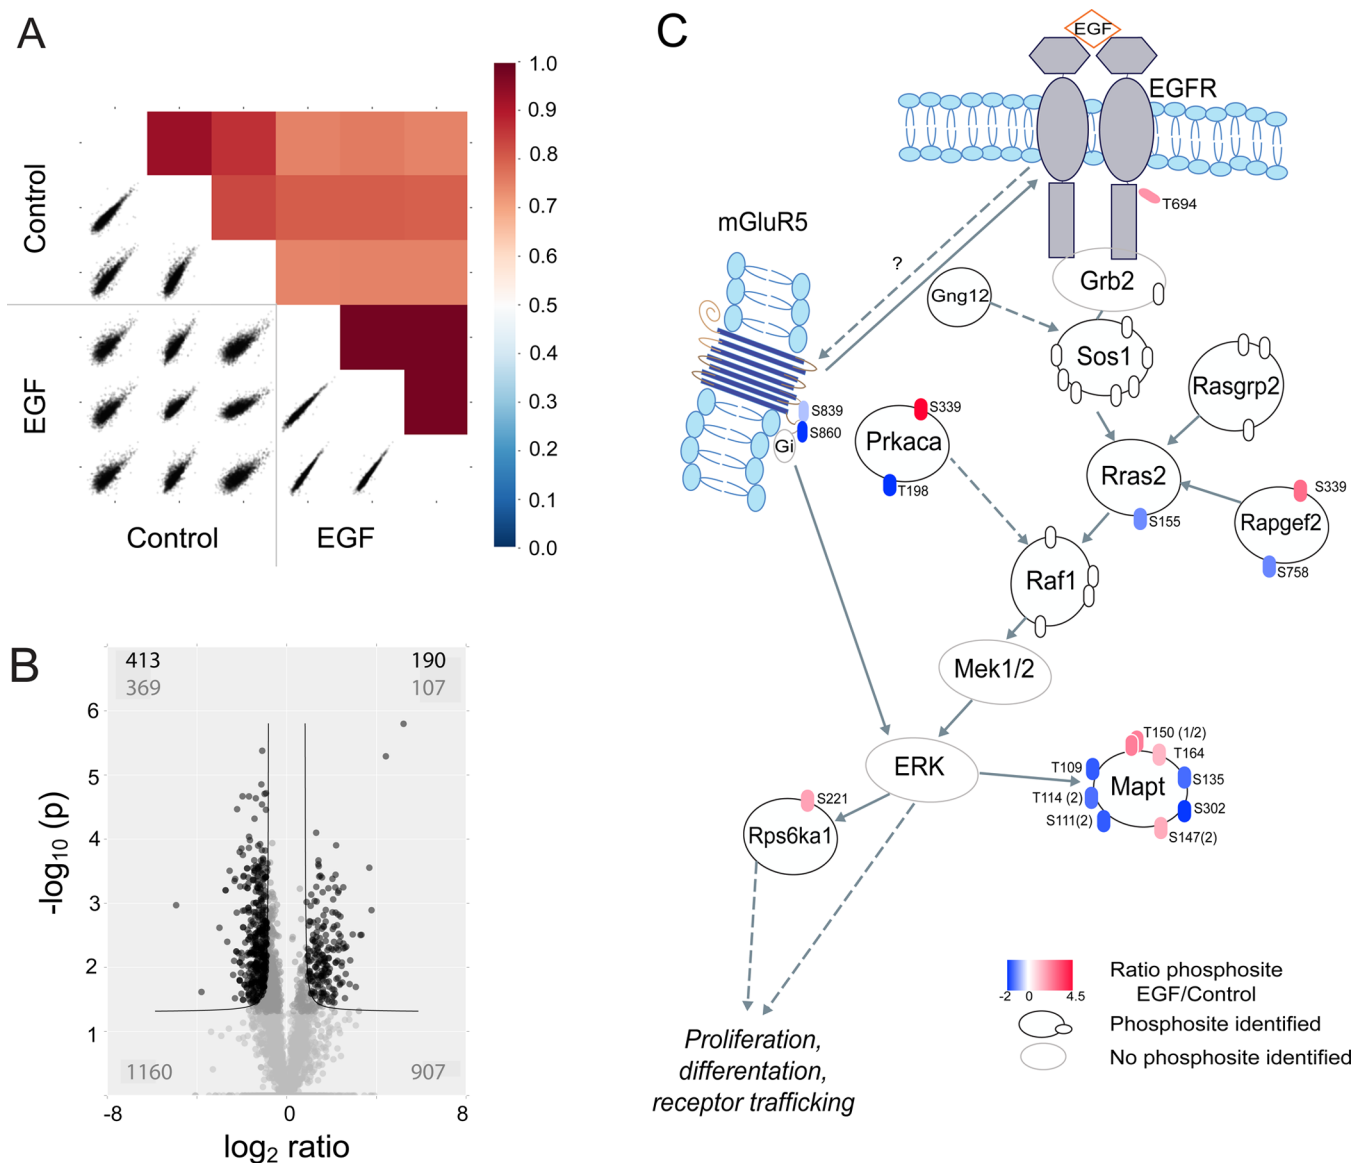 A
1.0
0.9
0.8
0.7
0.6
0.5
0.4
0.3
0.2
0.1
0.0
Control
EGF
Control
EGF
B
413
369
190
107
1160
907
6
5
4
3
2
1
-log10 (p)
-8
0
8
log2 ratio
C
EGF
EGFR
T694
mGluR5
?
Grb2
Gng12
Sos1
Rasgrp2
S839
S860
Gi
S339
Prkaca
T198
Rras2
S155
S339
Rapgef2
S758
Raf1
Mek1/2
ERK
T150 (1/2)
T164
T109
S135
Mapt
T114 (2)
S302
S111(2)
S147(2)
S221
Rps6ka1
Proliferation,
differentation,
receptor trafficking
-2
0
4.5
Ratio phosphosite
EGF/Control
Phosphosite identified
No phosphosite identified